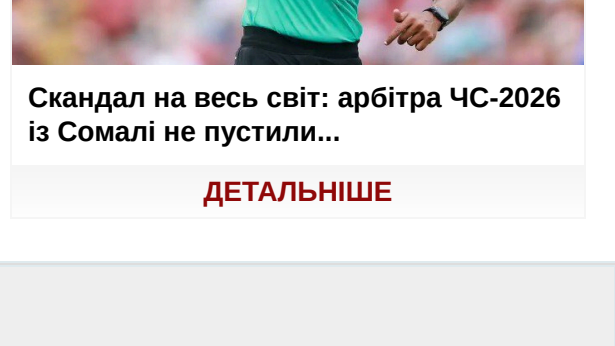 Скандал на весь світ: арбітра ЧС-2026
із Сомалі не пустили...
ДЕТАЛЬНІШЕ